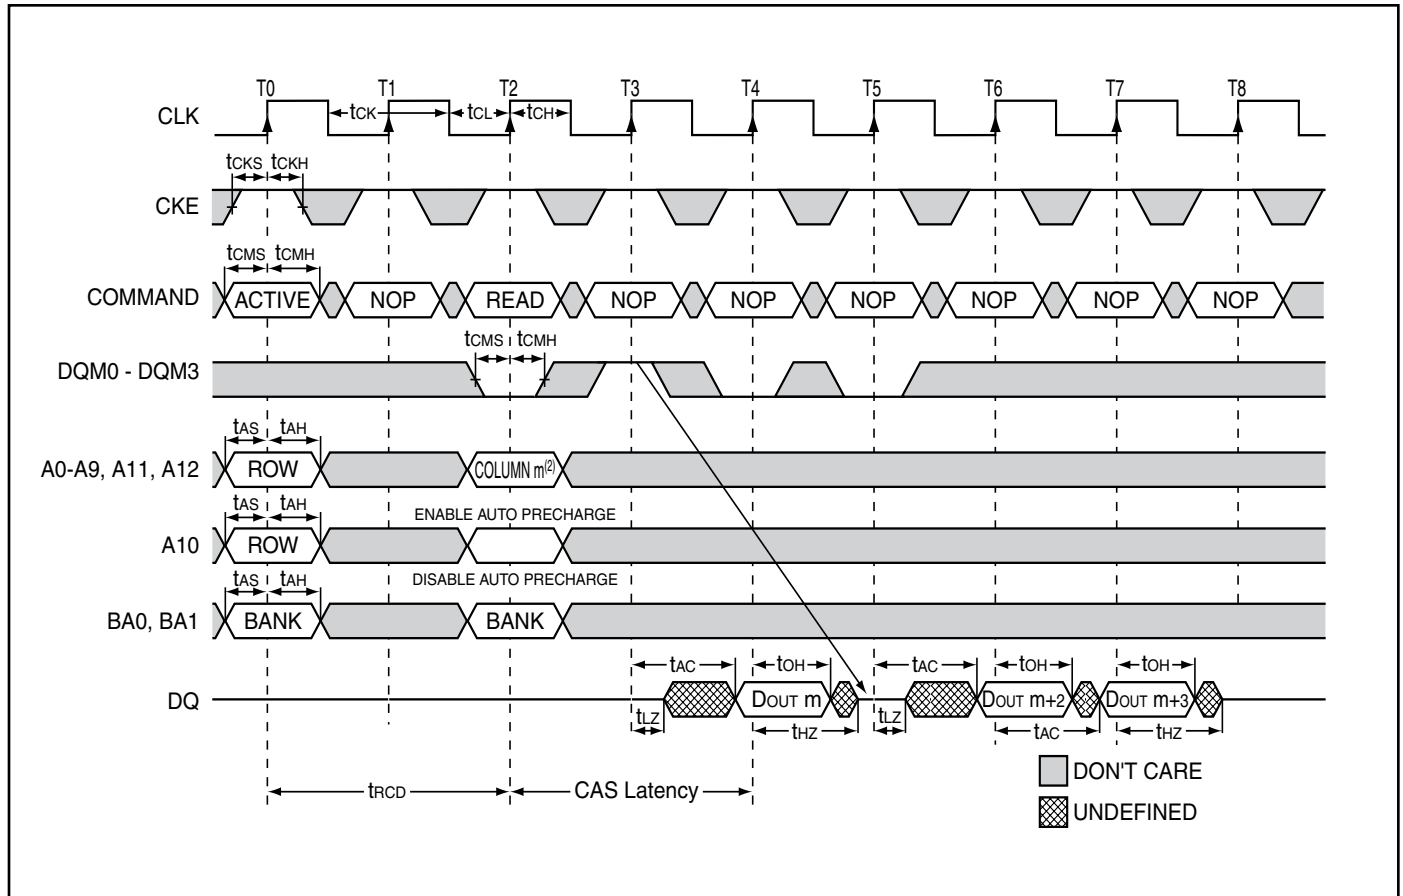 T0 T1 T2 T3 T4 T5 T6 T7 T8
CLK tCK tCL tCH
tCKS tCKH
CKE
tCMS tCMH
COMMAND ACTIVE NOP READ NOP NOP NOP NOP NOP NOP
tCMS tCMH
DQM0 - DQM3
tAS tAH
A0-A9, A11, A12 ROW COLUMN m(2)
tAS tAH ENABLE AUTO PRECHARGE
A10 ROW
tAS tAH DISABLE AUTO PRECHARGE
BA0, BA1 BANK BANK
tAC tOH tAC tOH tOH
DQ DOUT m DOUT m+2 DOUT m+3
tLZ tHZ tLZ tAC tHZ
tRCD CAS Latency
DON'T CARE
UNDEFINED